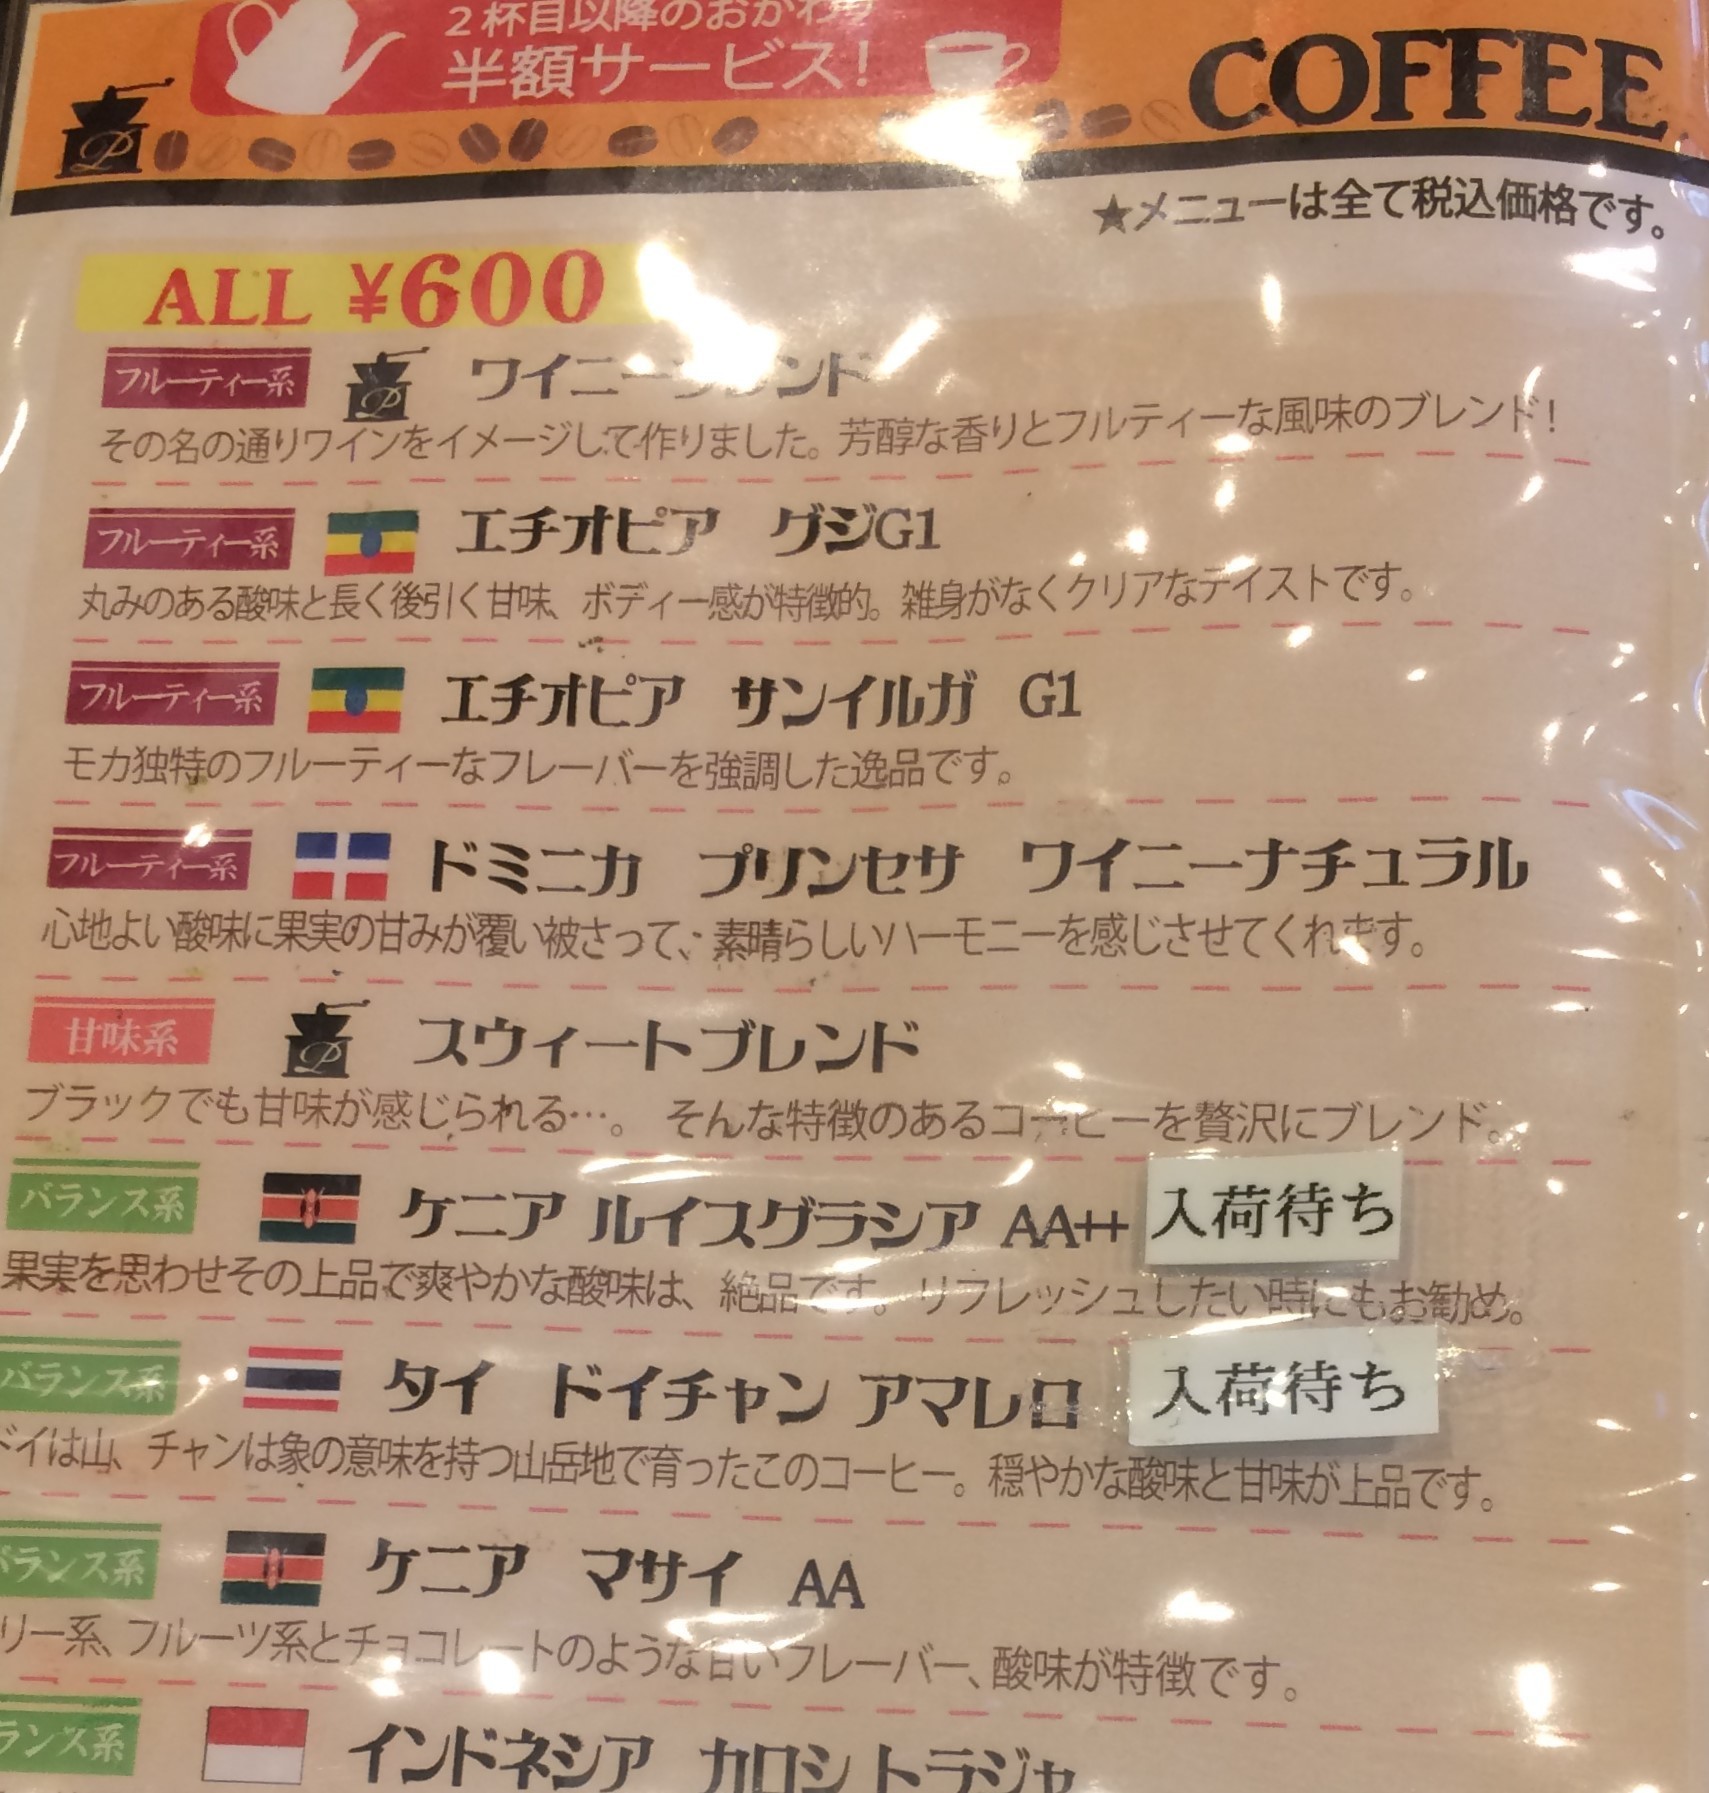 2杯目以降のおかわり
半額サービス!
COFFEE
★メニューは全て税込価格です。
ALL ¥600
フルーティー系 ワイニーブレンド
その名の通りワインをイメージして作りました。芳醇な香りとフルティーな風味のブレンド!
フルーティー系 エチオピア グジG1
丸みのある酸味と長く後引く甘味、ボディー感が特徴的。雑身がなくクリアなテイストです。
フルーティー系 エチオピア サンイルガ G1
モカ独特のフルーティーなフレーバーを強調した逸品です。
フルーティー系 ドミニカ プリンセサ ワイニーナチュラル
心地よい酸味に果実の甘みが覆い被さって、素晴らしいハーモニーを感じさせてくれます。
甘味系 スウィートブレンド
ブラックでも甘味が感じられる…。 そんな特徴のあるコーヒーを贅沢にブレンド。
バランス系 ケニア ルイスグラシア AA++ 入荷待ち
果実を思わせその上品で爽やかな酸味は、絶品です。リフレッシュしたい時にもお勧め。
バランス系 タイ ドイチャン アマレロ 入荷待ち
ドイは山、チャンは象の意味を持つ山岳地で育ったこのコーヒー。穏やかな酸味と甘味が上品です。
バランス系 ケニア マサイ AA
リー系、フルーツ系とチョコレートのような甘いフレーバー、酸味が特徴です。
ランス系 インドネシア カロシ トラジャ